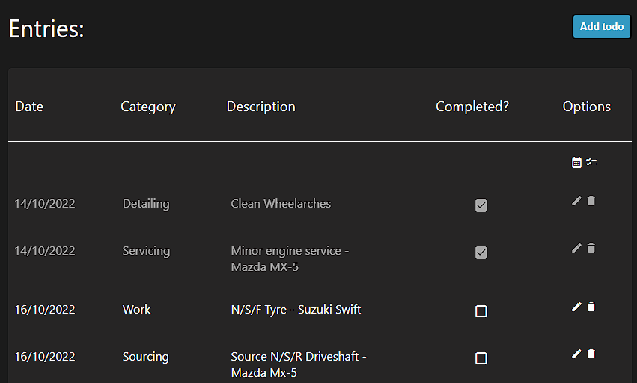 Entries:
Add todo
Date Category Description Completed? Options
14/10/2022 Detailing Clean Wheelarches
14/10/2022 Servicing Minor engine service -
Mazda MX-5
16/10/2022 Work N/S/F Tyre - Suzuki Swift
16/10/2022 Sourcing Source N/S/R Driveshaft -
Mazda Mx-5